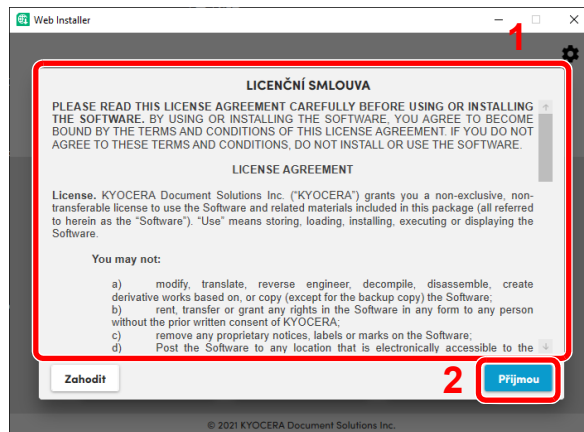 Web Installer
1
LICENČNÍ SMLOUVA
PLEASE READ THIS LICENSE AGREEMENT CAREFULLY BEFORE USING OR INSTALLING
THE SOFTWARE. BY USING OR INSTALLING THE SOFTWARE, YOU AGREE TO BECOME
BOUND BY THE TERMS AND CONDITIONS OF THIS LICENSE AGREEMENT. IF YOU DO NOT
AGREE TO THESE TERMS AND CONDITIONS, DO NOT INSTALL OR USE THE SOFTWARE.
LICENSE AGREEMENT
License. KYOCERA Document Solutions Inc. ("KYOCERA") grants you a non-exclusive, non-
transferable license to use the Software and related materials included in this package (all referred
to herein as the “Software”). “Use” means storing, loading, installing, executing or displaying the
Software.
You may not:
a) modify, translate, reverse engineer, decompile, disassemble, create
derivative works based on, or copy (except for the backup copy) the Software;
b) rent, transfer or grant any rights in the Software in any form to any person
without the prior written consent of KYOCERA;
c) remove any proprietary notices, labels or marks on the Software;
d) Post the Software to any location that is electronically accessible to the
Zahodit
2
Přijmou
© 2021 KYOCERA Document Solutions Inc.